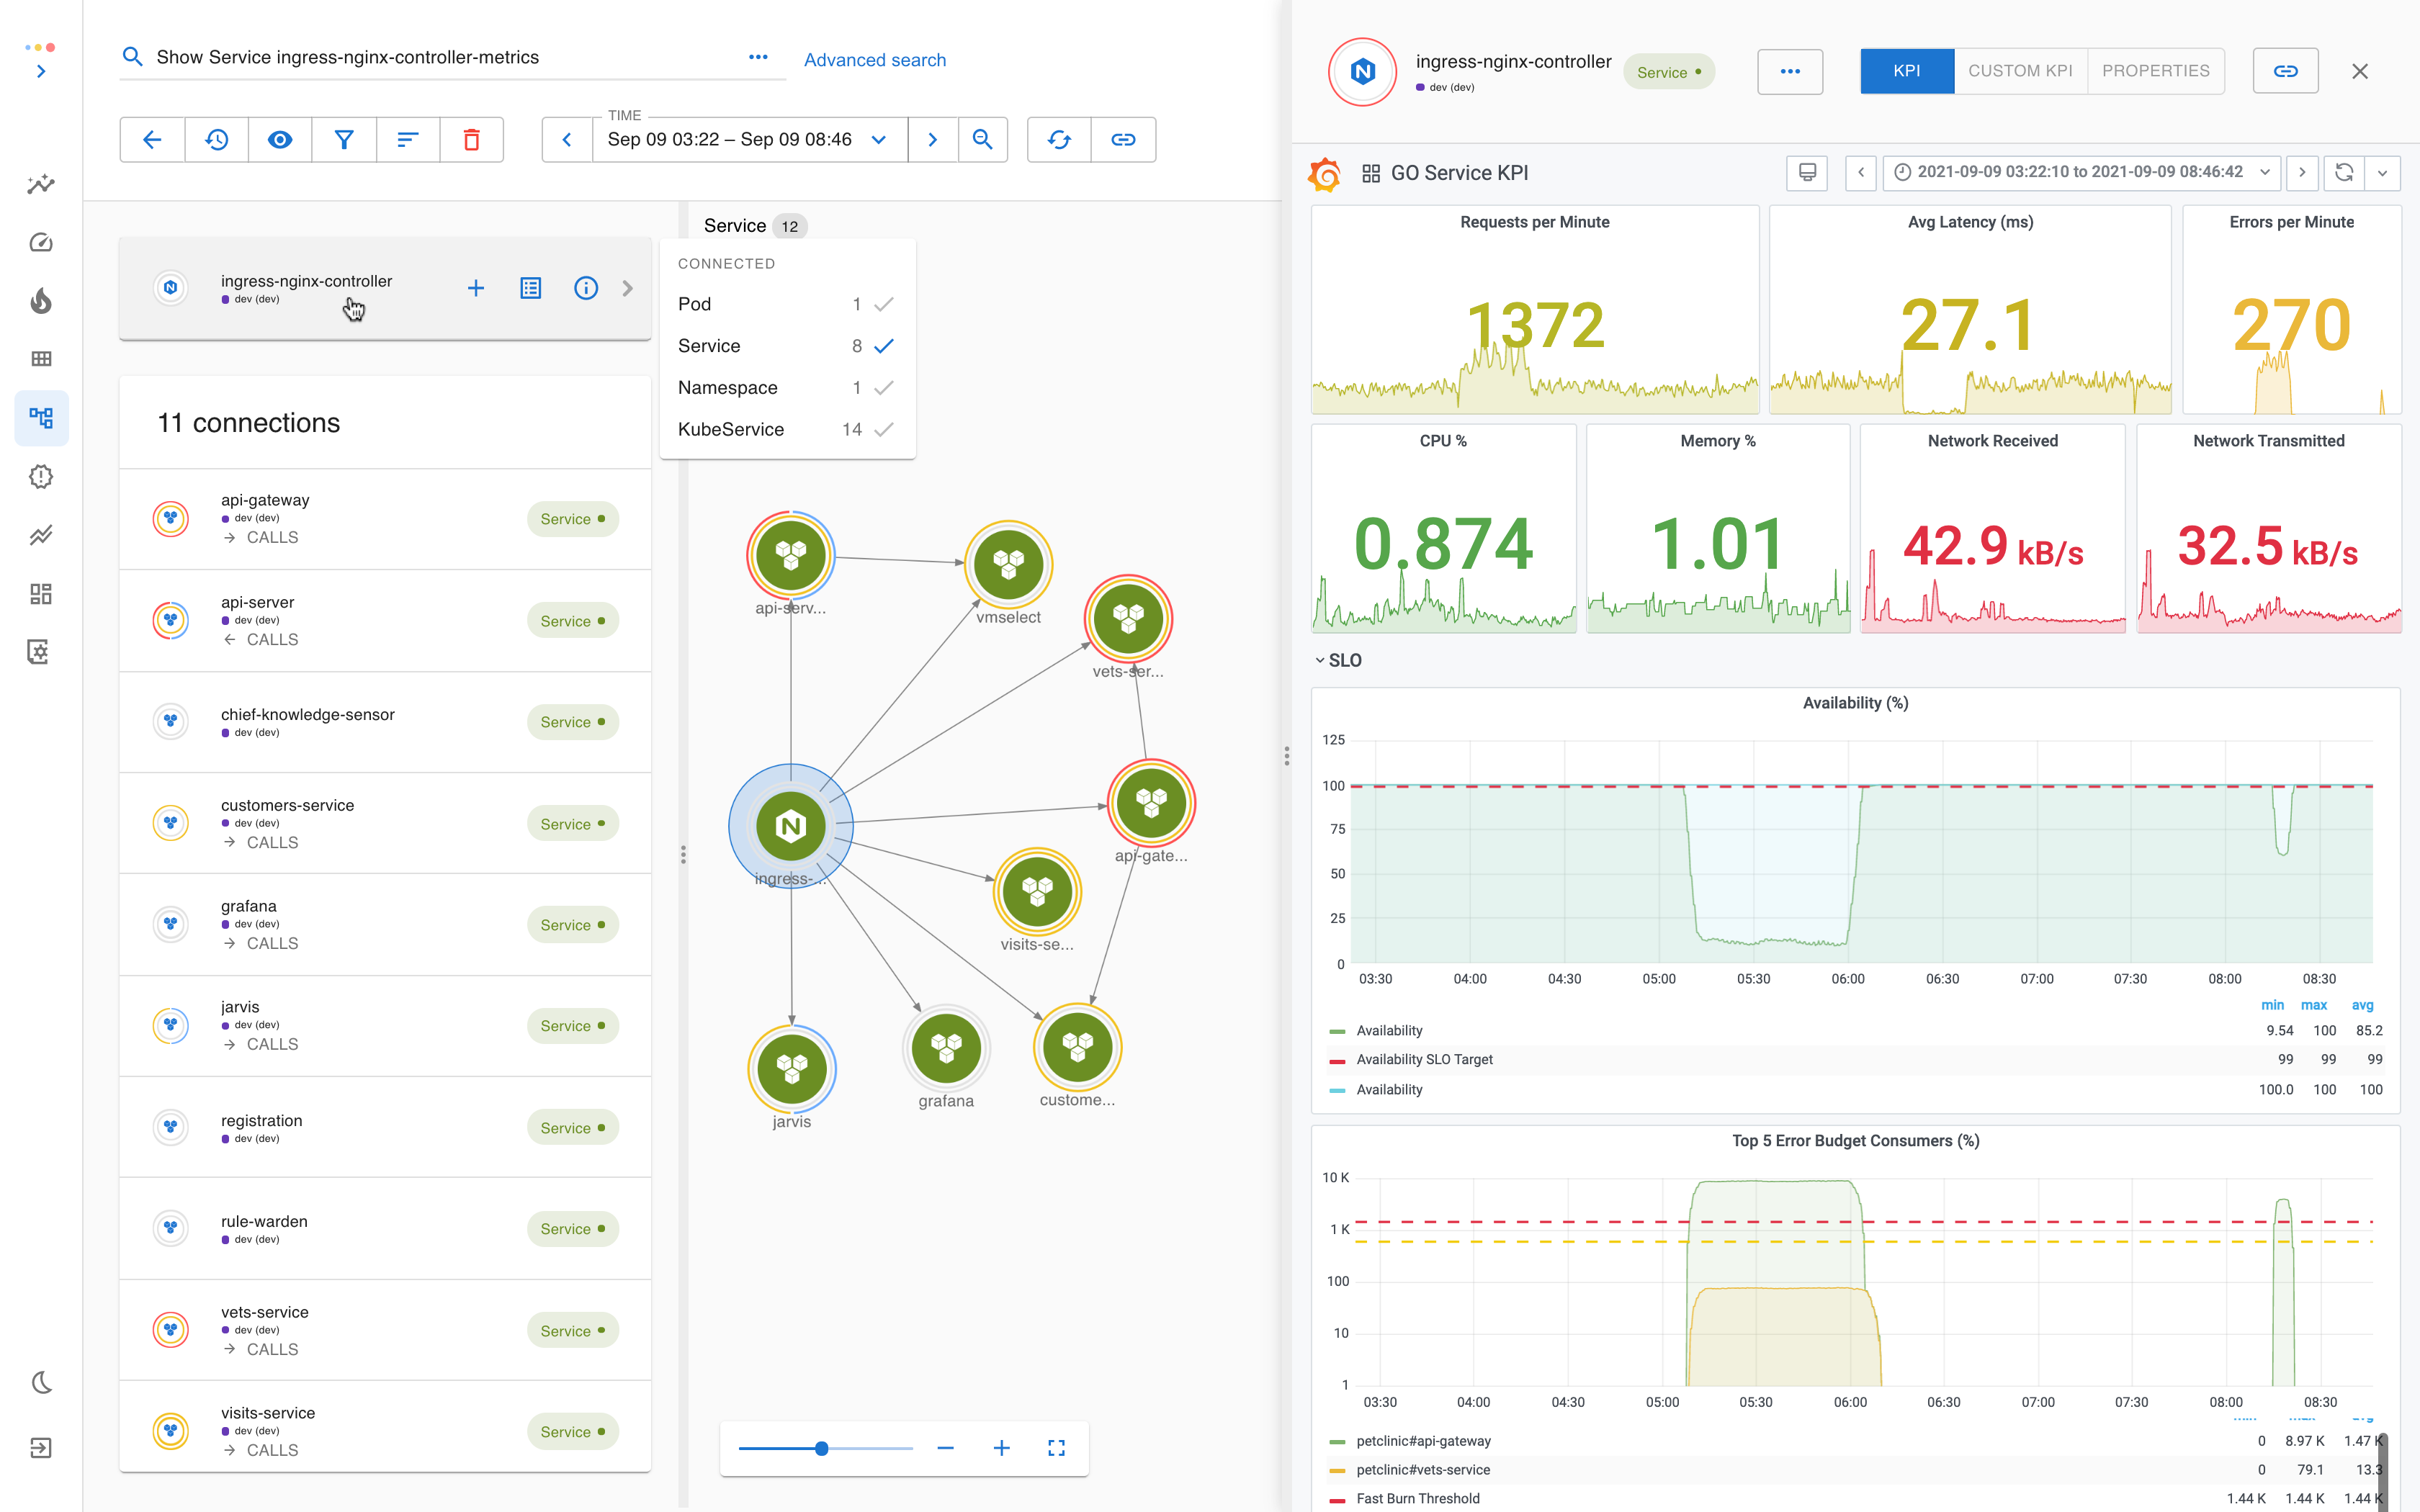 Show Service ingress-nginx-controller-metrics
Advanced search
TIME
Sep 09 03:22 – Sep 09 08:46
ingress-nginx-controller
dev (dev)
11 connections
api-gateway
dev (dev)
CALLS
Service
api-server
dev (dev)
CALLS
Service
chief-knowledge-sensor
dev (dev)
Service
customers-service
dev (dev)
CALLS
Service
grafana
dev (dev)
CALLS
Service
jarvis
dev (dev)
CALLS
Service
registration
dev (dev)
Service
rule-warden
dev (dev)
Service
vets-service
dev (dev)
CALLS
Service
visits-service
dev (dev)
CALLS
Service
Service 12
CONNECTED
Pod 1
Service 8
Namespace 1
KubeService 14
api-serv...
vmselect
vets-ser...
ingress-...
api-gate...
visits-se...
jarvis
grafana
custome...
ingress-nginx-controller
dev (dev)
Service
KPI
CUSTOM KPI
PROPERTIES
GO Service KPI
2021-09-09 03:22:10 to 2021-09-09 08:46:42
Requests per Minute
1372
Avg Latency (ms)
27.1
Errors per Minute
270
CPU %
0.874
Memory %
1.01
Network Received
42.9 kB/s
Network Transmitted
32.5 kB/s
SLO
Availability (%)
125
100
75
50
25
0
03:30 04:00 04:30 05:00 05:30 06:00 06:30 07:00 07:30 08:00 08:30
min max avg
Availability 9.54 100 85.2
Availability SLO Target 99 99 99
Availability 100.0 100 100
Top 5 Error Budget Consumers (%)
10 K
1 K
100
10
1
03:30 04:00 04:30 05:00 05:30 06:00 06:30 07:00 07:30 08:00 08:30
petclinic#api-gateway 0 8.97 K 1.47 K
petclinic#vets-service 0 79.1 13.3
Fast Burn Threshold 1.44 K 1.44 K 1.44 K